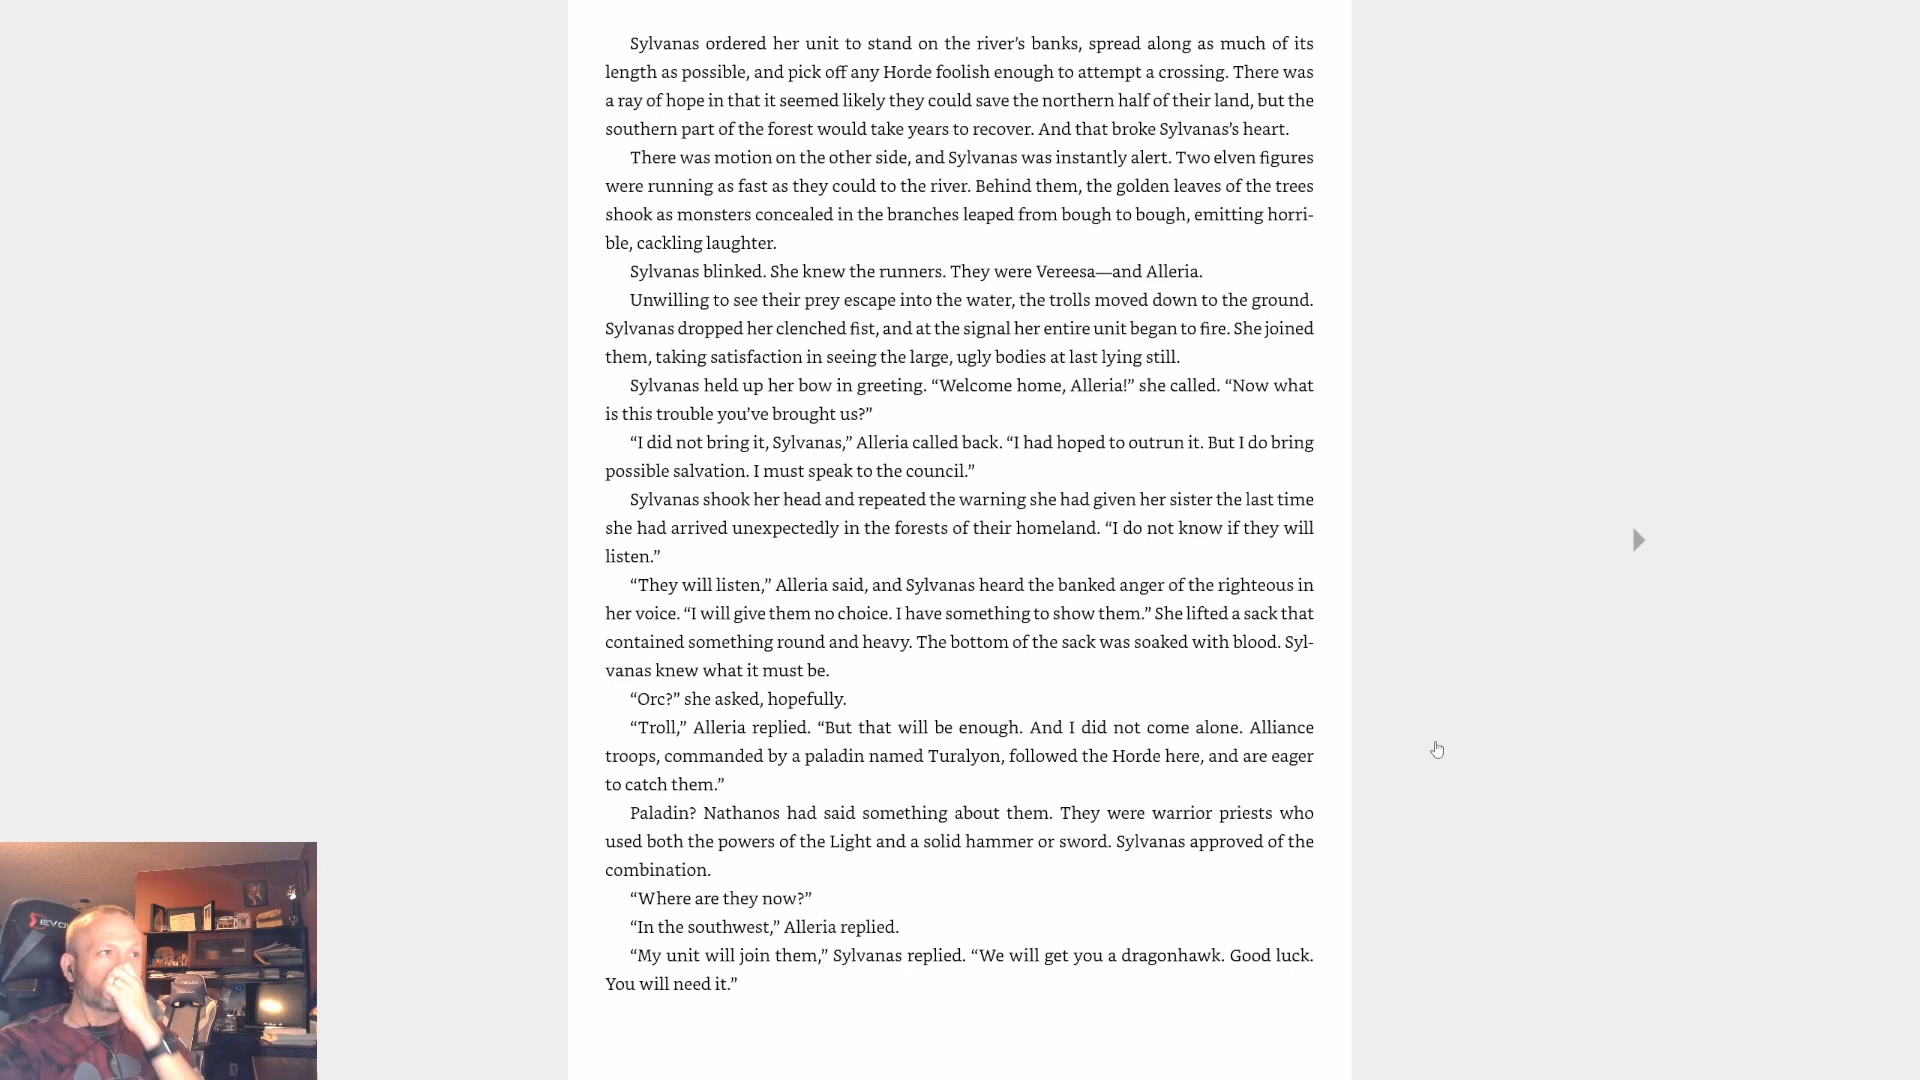 Sylvanas ordered her unit to stand on the river’s banks, spread along as much of its
length as possible, and pick off any Horde foolish enough to attempt a crossing. There was
a ray of hope in that it seemed likely they could save the northern half of their land, but the
southern part of the forest would take years to recover. And that broke Sylvanas’s heart.
There was motion on the other side, and Sylvanas was instantly alert. Two elven figures
were running as fast as they could to the river. Behind them, the golden leaves of the trees
shook as monsters concealed in the branches leaped from bough to bough, emitting horri-
ble, cackling laughter.
Sylvanas blinked. She knew the runners. They were Vereesa—and Alleria.
Unwilling to see their prey escape into the water, the trolls moved down to the ground.
Sylvanas dropped her clenched fist, and at the signal her entire unit began to fire. She joined
them, taking satisfaction in seeing the large, ugly bodies at last lying still.
Sylvanas held up her bow in greeting. “Welcome home, Alleria!” she called. “Now what
is this trouble you’ve brought us?”
“I did not bring it, Sylvanas,” Alleria called back. “I had hoped to outrun it. But I do bring
possible salvation. I must speak to the council.”
Sylvanas shook her head and repeated the warning she had given her sister the last time
she had arrived unexpectedly in the forests of their homeland. “I do not know if they will
listen.”
“They will listen,” Alleria said, and Sylvanas heard the banked anger of the righteous in
her voice. “I will give them no choice. I have something to show them.” She lifted a sack that
contained something round and heavy. The bottom of the sack was soaked with blood. Syl-
vanas knew what it must be.
“Orc?” she asked, hopefully.
“Troll,” Alleria replied. “But that will be enough. And I did not come alone. Alliance
troops, commanded by a paladin named Turalyon, followed the Horde here, and are eager
to catch them.”
Paladin? Nathanos had said something about them. They were warrior priests who
used both the powers of the Light and a solid hammer or sword. Sylvanas approved of the
combination.
“Where are they now?”
“In the southwest,” Alleria replied.
“My unit will join them,” Sylvanas replied. “We will get you a dragonhawk. Good luck.
You will need it.”